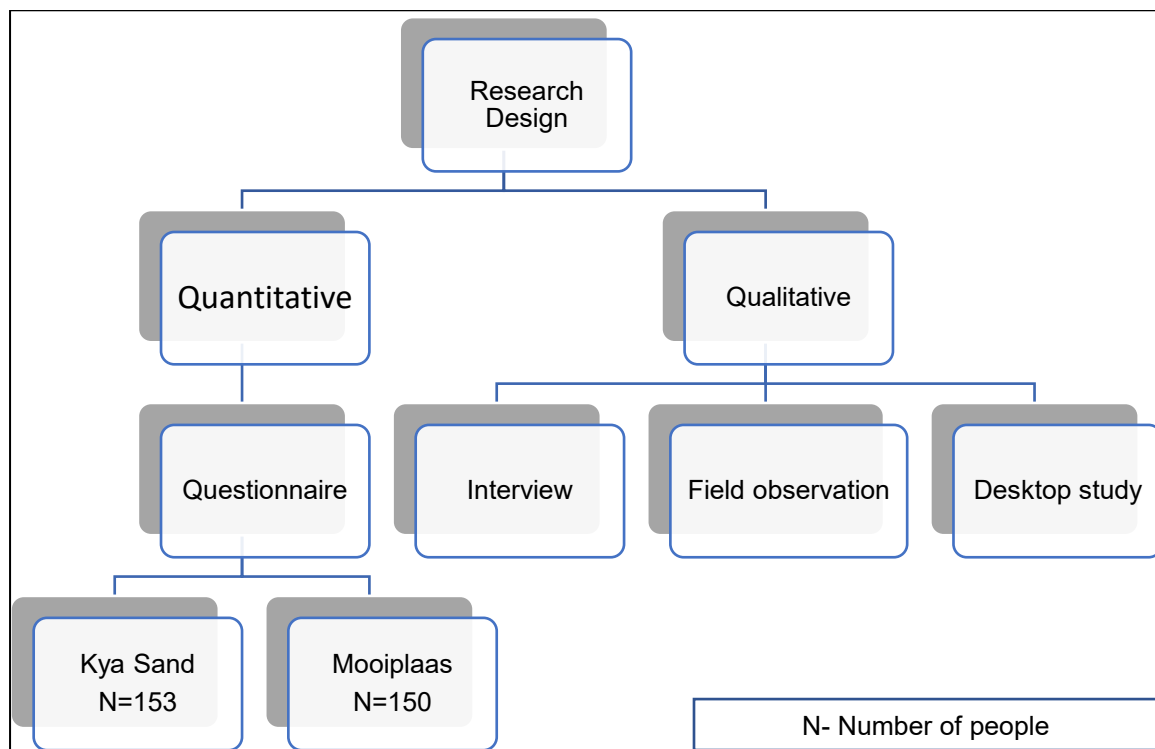 Research
Design
Quantitative
Qualitative
Questionnaire
Interview
Field observation
Desktop study
Kya Sand
N=153
Mooiplaas
N=150
N- Number of people